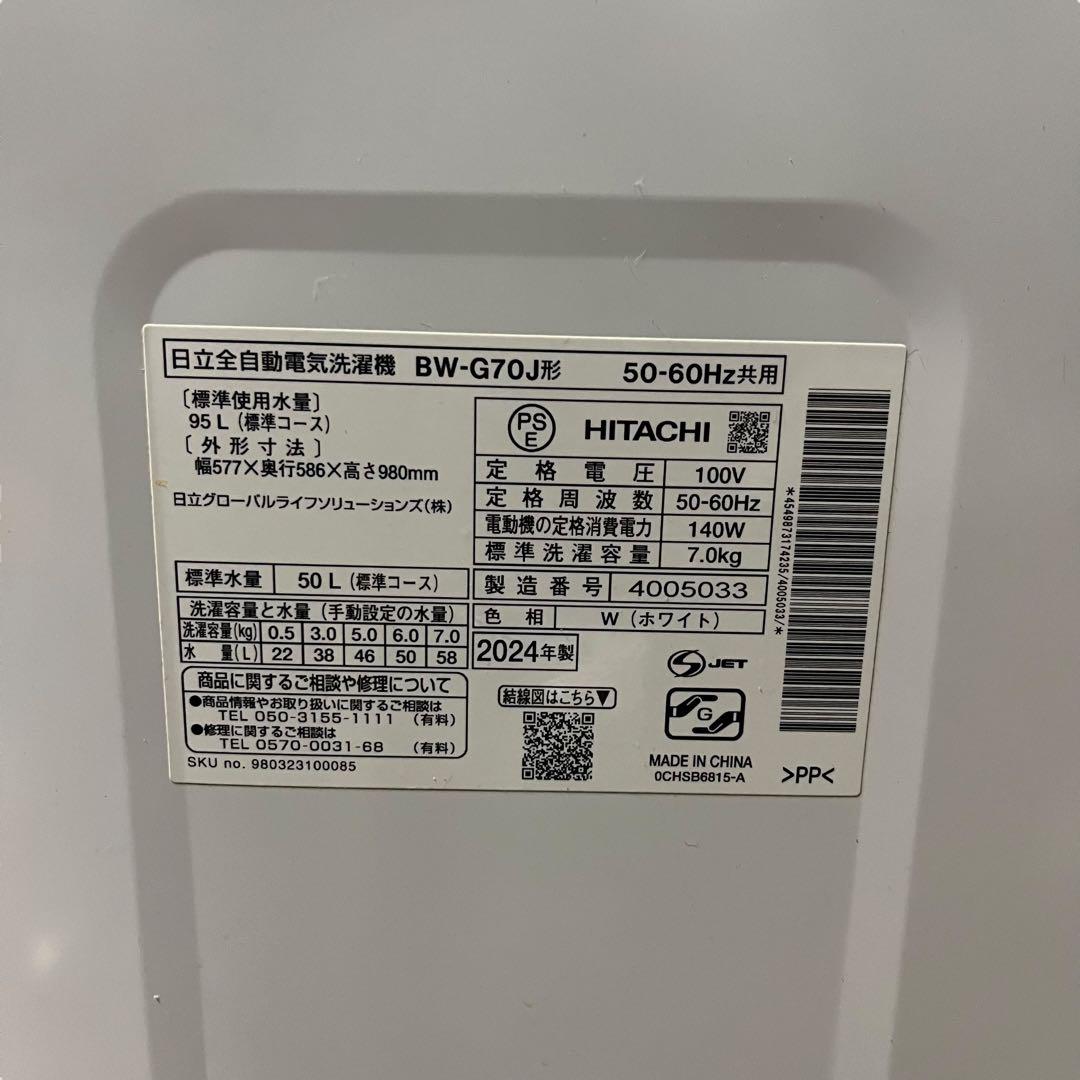 日立全自動電気洗濯機 BW-G70J形 50-60Hz共用
〔標準使用水量〕
95L(標準コース)
〔外形寸法〕
幅577×奥行586×高さ980mm
日立グローバルライフソリューションズ(株)
PS
E
HITACHI
定格電圧 100V
定格周波数 50-60Hz
電動機の定格消費電力 140W
標準洗濯容量 7.0kg
製造番号 4005033
色相 W(ホワイト)
2024年製
標準水量 50L(標準コース)
洗濯容量と水量(手動設定の水量)
洗濯容量(kg) 0.5 3.0 5.0 6.0 7.0
水量(L) 22 38 46 50 58
商品に関するご相談や修理について
●商品情報やお取り扱いに関するご相談は
TEL 050-3155-1111 (有料)
●修理に関するご相談は
TEL 0570-0031-68 (有料)
SKU no. 980323100085
結線図はこちら▼
S JET
G
MADE IN CHINA
0CHSB6815-A
>PP<
*4549873174235/4005033/*